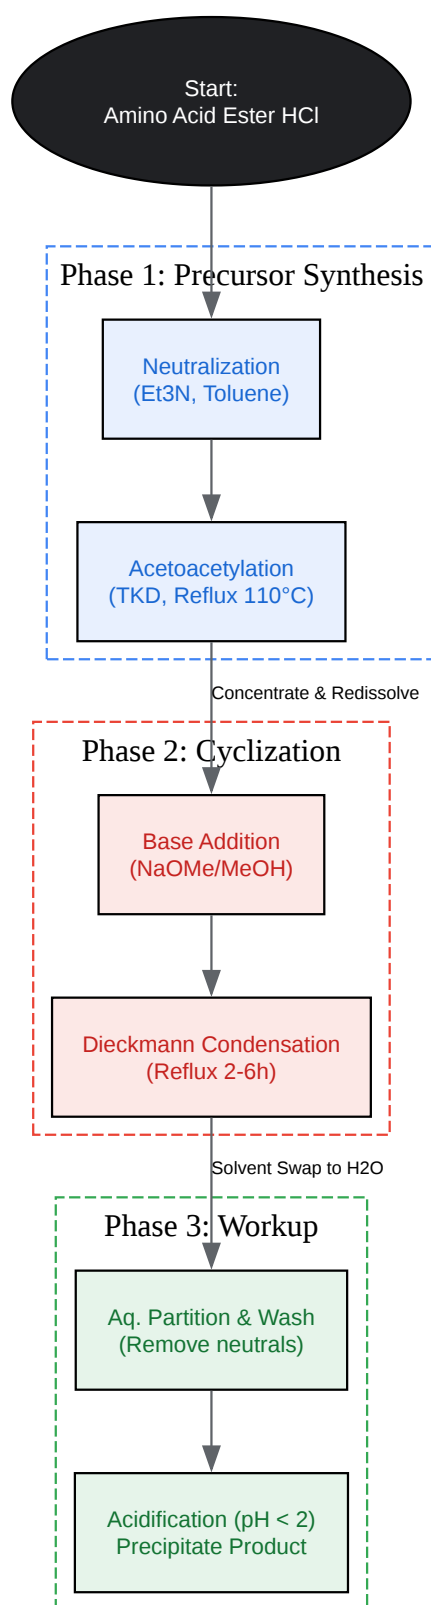 Start:
Amino Acid Ester HCl
Phase 1: Precursor Synthesis
Neutralization
(Et3N, Toluene)
Acetoacetylation
(TKD, Reflux 110°C)
Concentrate & Redissolve
Phase 2: Cyclization
Base Addition
(NaOMe/MeOH)
Dieckmann Condensation
(Reflux 2-6h)
Solvent Swap to H2O
Phase 3: Workup
Aq. Partition & Wash
(Remove neutrals)
Acidification (pH < 2)
Precipitate Product